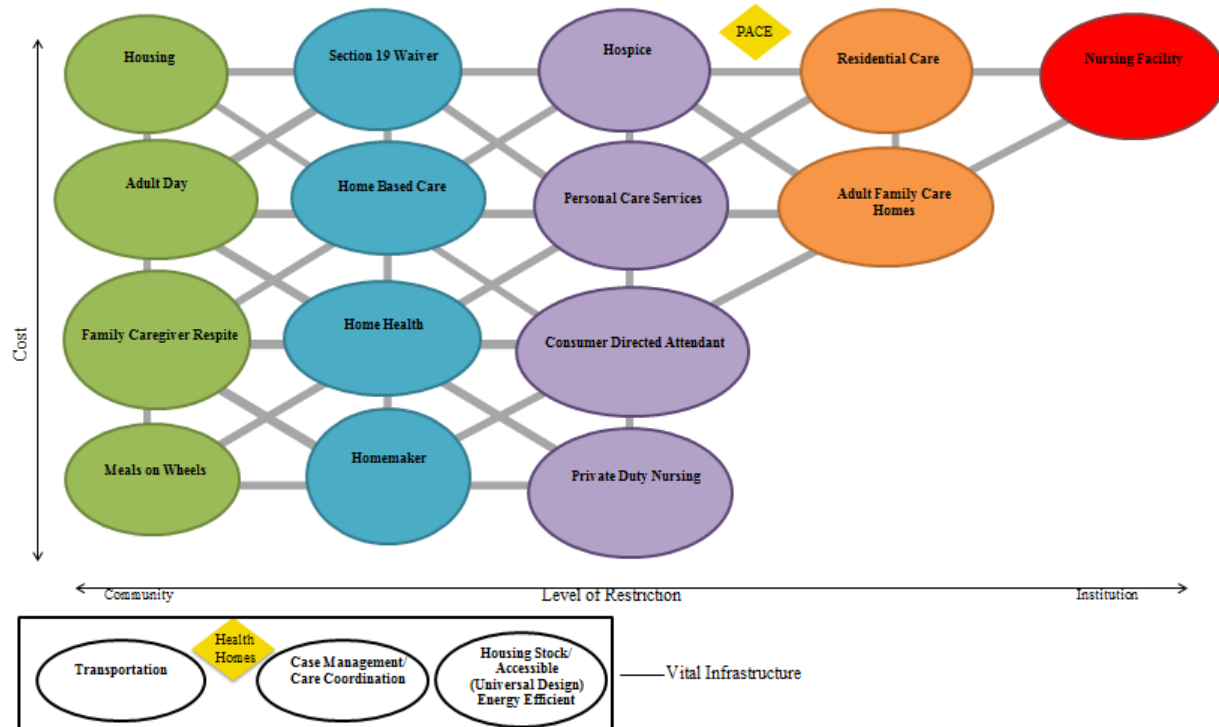 PACE
Housing
Section 19 Waiver
Hospice
Residential Care
Nursing Facility
Adult Day
Home Based Care
Personal Care Services
Adult Family Care
Homes
Family Caregiver Respite
Home Health
Consumer Directed Attendant
Meals on Wheels
Homemaker
Private Duty Nursing
Cost
Community
Level of Restriction
Institution
Transportation
Health
Homes
Case Management/
Care Coordination
Housing Stock/
Accessible
(Universal Design)
Energy Efficient
Vital Infrastructure